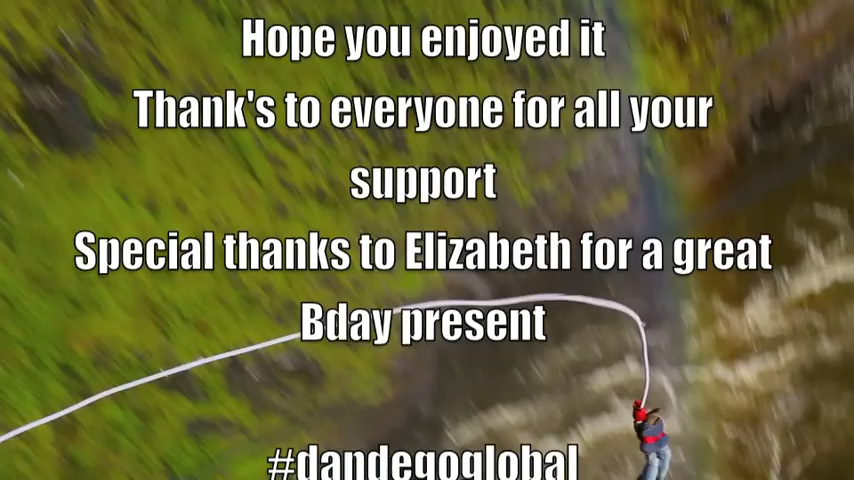 Hope you enjoyed it
Thank's to everyone for all your
support
Special thanks to Elizabeth for a great
Bday present
#dandegoglobal